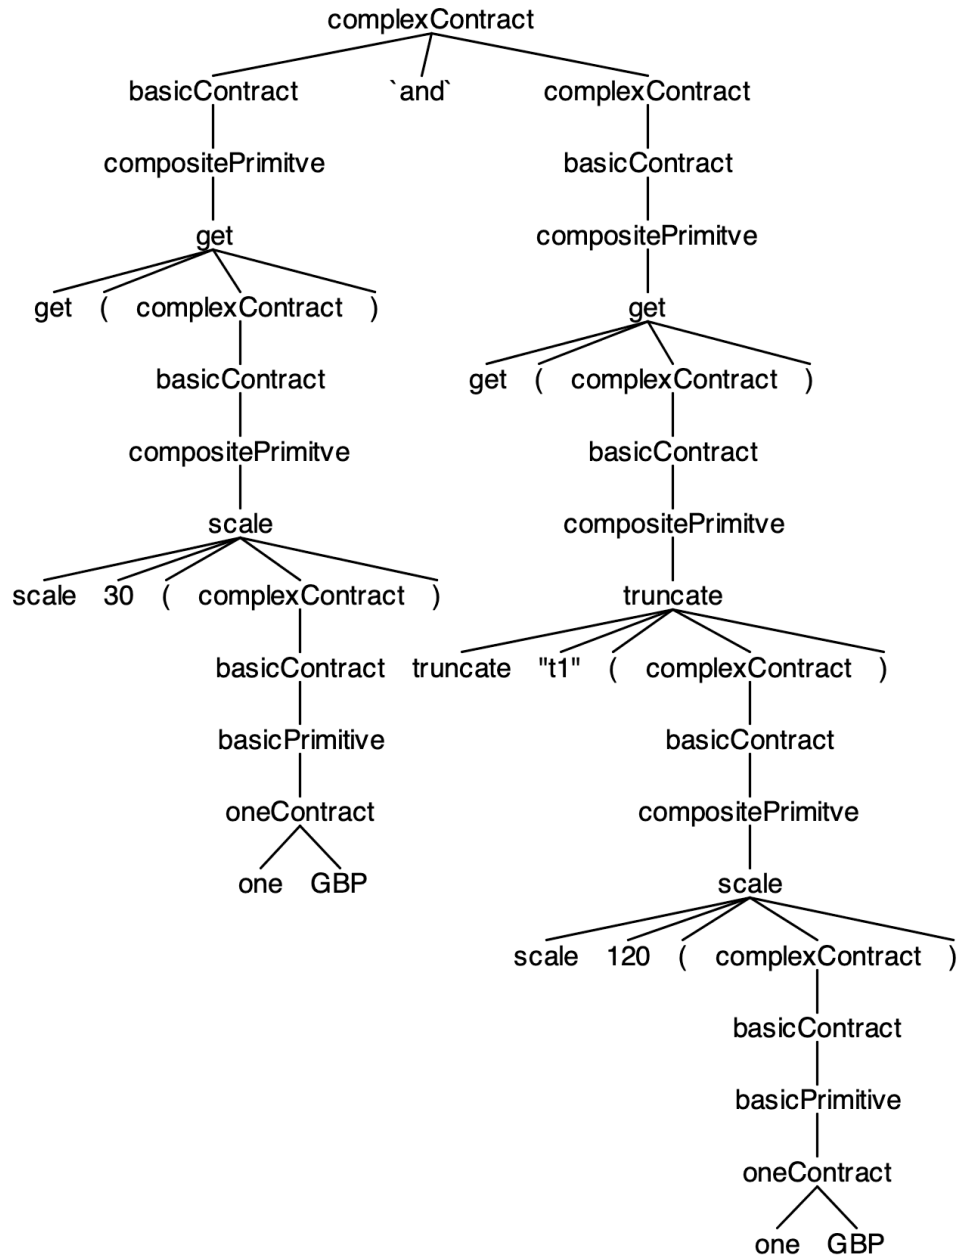 complexContract
basicContract `and` complexContract
compositePrimitve basicContract
get compositePrimitve
get ( complexContract ) get
basicContract get ( complexContract )
compositePrimitve basicContract
scale compositePrimitve
scale 30 ( complexContract ) truncate
basicContract truncate "t1" ( complexContract )
basicPrimitive basicContract
oneContract compositePrimitve
one GBP scale
scale 120 ( complexContract )
basicContract
basicPrimitive
oneContract
one GBP